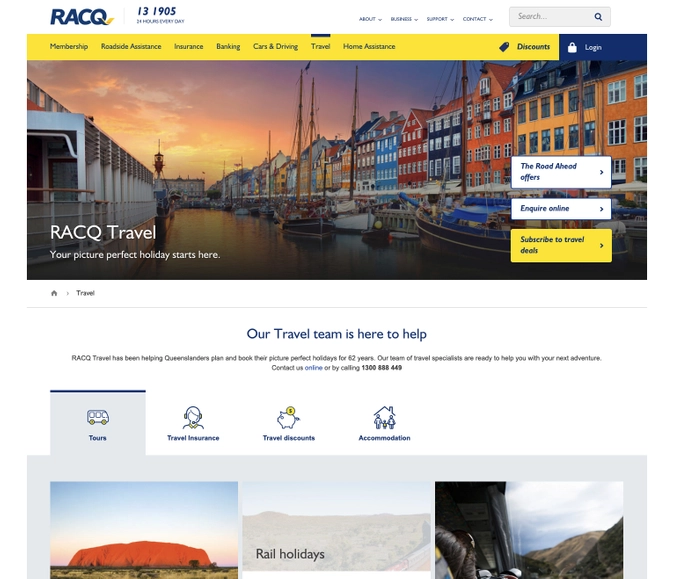 RACQ
13 1905
24 HOURS EVERY DAY
ABOUT
BUSINESS
SUPPORT
CONTACT
Search...
Membership
Roadside Assistance
Insurance
Banking
Cars & Driving
Travel
Home Assistance
Discounts
Login
The Road Ahead
offers
Enquire online
Subscribe to travel
deals
RACQ Travel
Your picture perfect holiday starts here.
Travel
Our Travel team is here to help
RACQ Travel has been helping Queenslanders plan and book their picture perfect holidays for 62 years. Our team of travel specialists are ready to help you with your next adventure.
Contact us online or by calling 1300 888 449
Tours
Travel Insurance
Travel discounts
Accommodation
Rail holidays